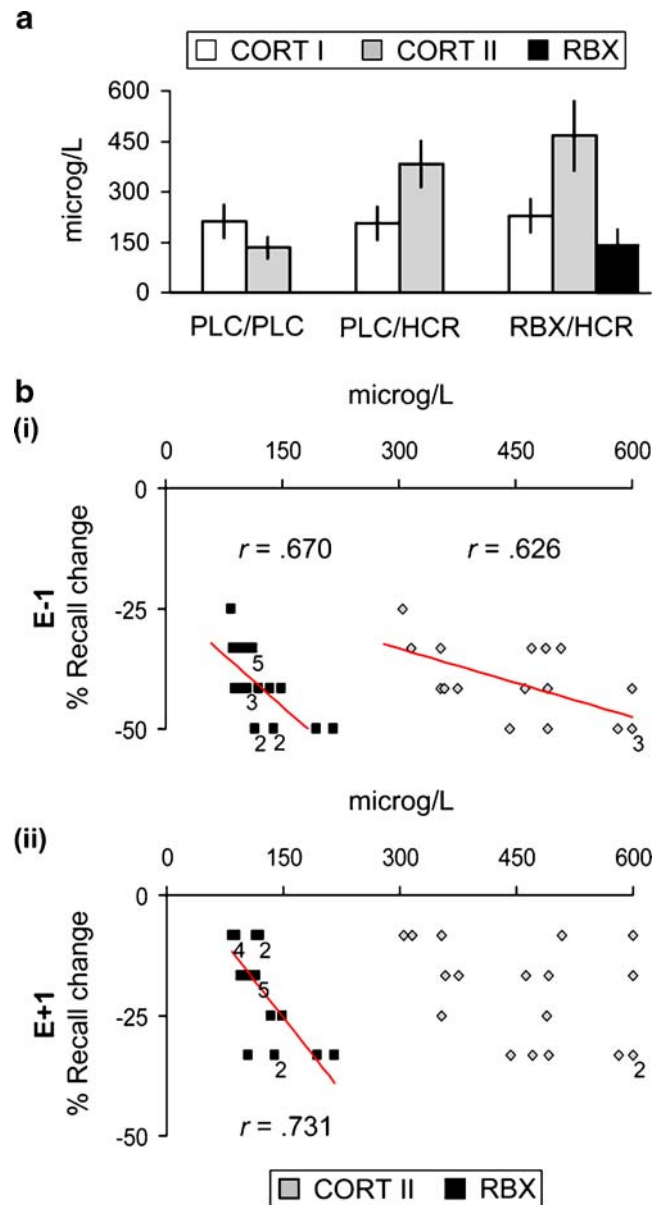 a
CORT I CORT II RBX
600
450
300
150
0
microg/L
PLC/PLC PLC/HCR RBX/HCR
b
microg/L
(i)
0 150 300 450 600
0
-25
-50
E-1
% Recall change
r = .670 r = .626
5
3
2 2 3
microg/L
(ii)
0 150 300 450 600
0
-25
-50
E+1
% Recall change
4 2
5
2 2
r = .731
CORT II RBX